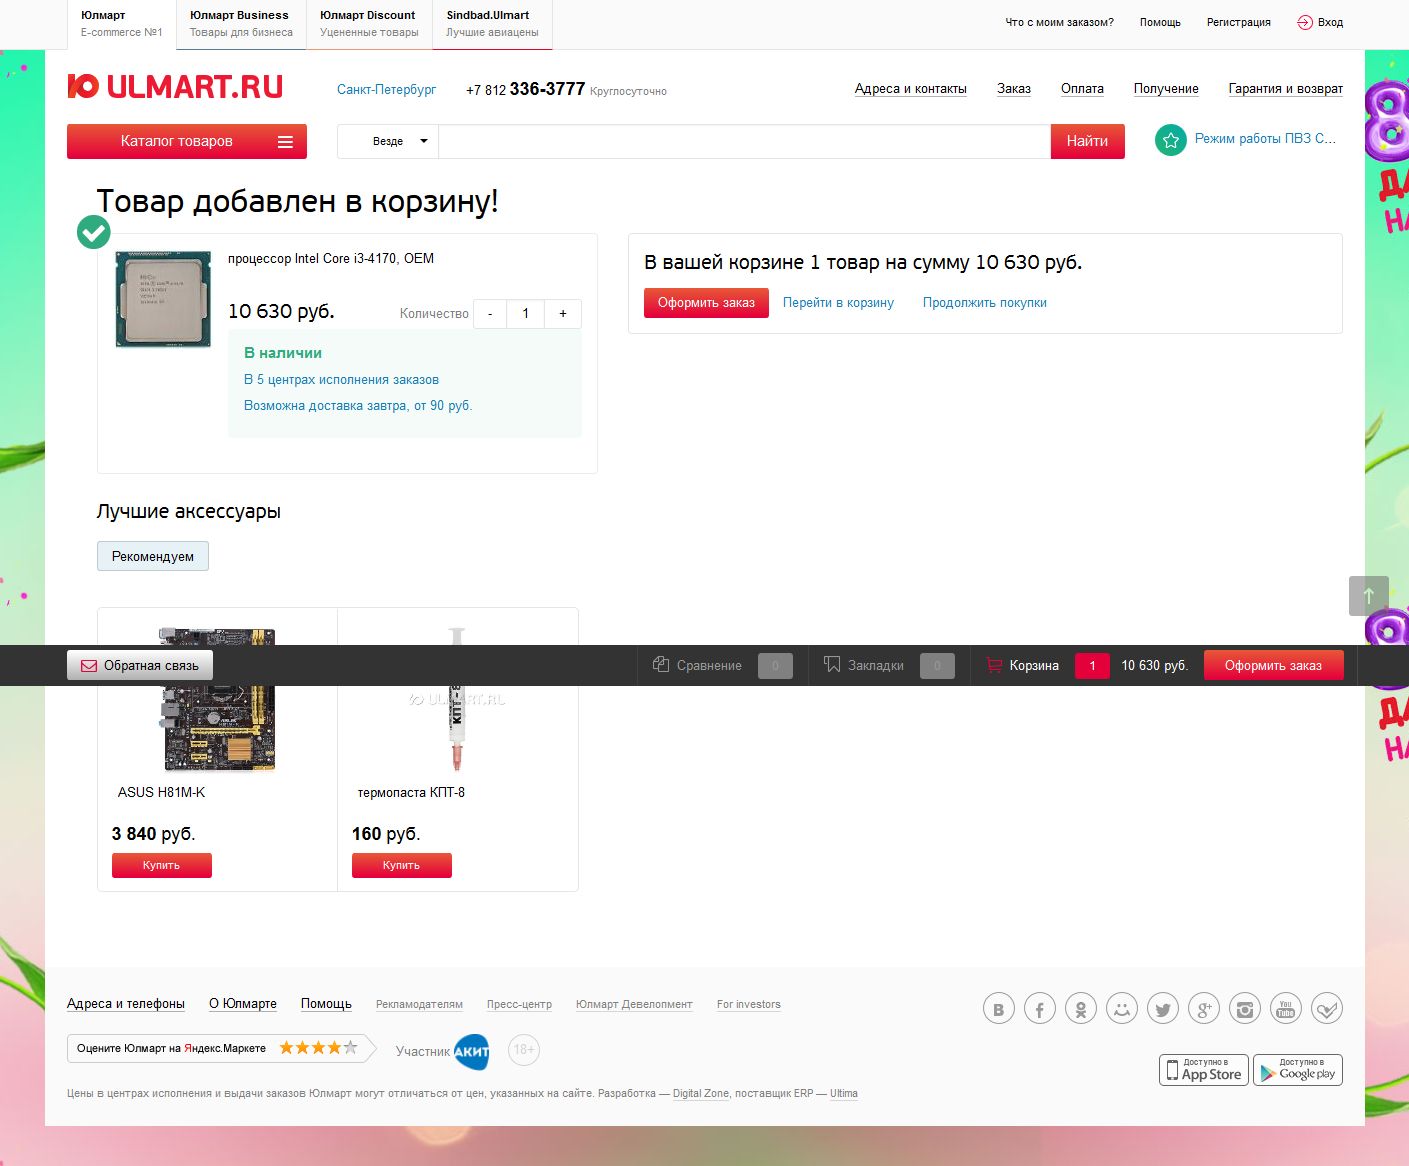 Юлмарт
E-commerce №1
Юлмарт Business
Товары для бизнеса
Юлмарт Discount
Уцененные товары
Sindbad.Ulmart
Лучшие авиацены
Что с моим заказом?
Помощь
Регистрация
Вход
ULMART.RU
Санкт-Петербург
+7 812 336-3777 Круглосуточно
Адреса и контакты
Заказ
Оплата
Получение
Гарантия и возврат
Каталог товаров
Везде
Найти
Режим работы ПВЗ С...
Товар добавлен в корзину!
процессор Intel Core i3-4170, OEM
10 630 руб.
Количество - 1 +
В наличии
В 5 центрах исполнения заказов
Возможна доставка завтра, от 90 руб.
В вашей корзине 1 товар на сумму 10 630 руб.
Оформить заказ
Перейти в корзину
Продолжить покупки
Лучшие аксессуары
Рекомендуем
Обратная связь
Сравнение 0
Закладки 0
Корзина 1 10 630 руб.
Оформить заказ
ULMART.RU
ASUS H81M-K
3 840 руб.
Купить
термопаста КПТ-8
160 руб.
Купить
Адреса и телефоны
О Юлмарте
Помощь
Рекламодателям
Пресс-центр
Юлмарт Девелопмент
For investors
Оцените Юлмарт на Яндекс.Маркете
Участник АКИТ
18+
Доступно в
App Store
Доступно в
Google play
Цены в центрах исполнения и выдачи заказов Юлмарт могут отличаться от цен, указанных на сайте. Разработка — Digital Zone, поставщик ERP — Ultima